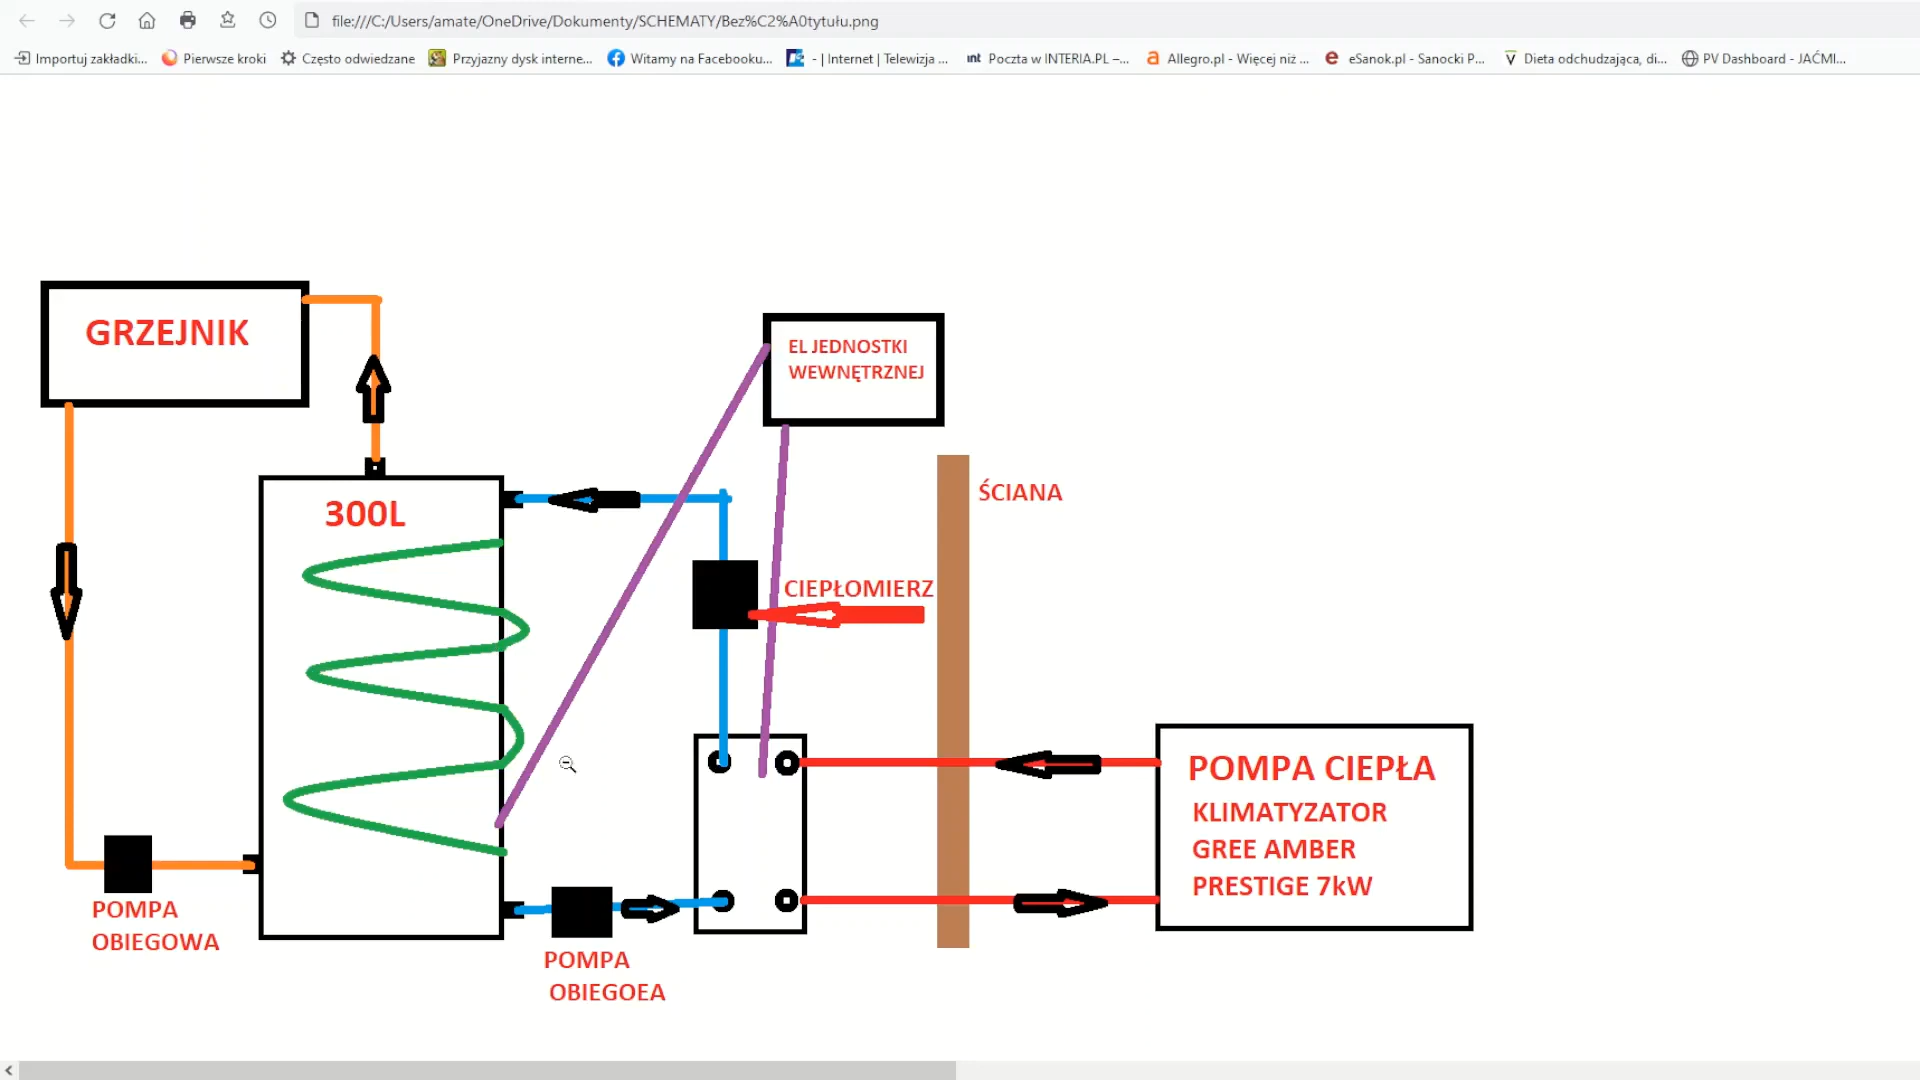 file:///C:/Users/amate/OneDrive/Dokumenty/SCHEMATY/Bez%C2%A0tytułu.png
Importuj zakładki... Pierwsze kroki Często odwiedzane Przyjazny dysk interne... Witamy na Facebooku... - | Internet | Telewizja ... int Poczta w INTERIA.PL –... a Allegro.pl - Więcej niż ... e eSanok.pl - Sanocki P... Dieta odchudzająca, di... PV Dashboard - JAĆMI...
GRZEJNIK
EL JEDNOSTKI
WEWNĘTRZNEJ
300L
ŚCIANA
CIEPŁOMIERZ
POMPA CIEPŁA
KLIMATYZATOR
GREE AMBER
PRESTIGE 7kW
POMPA
OBIEGOWA
POMPA
OBIEGOEA